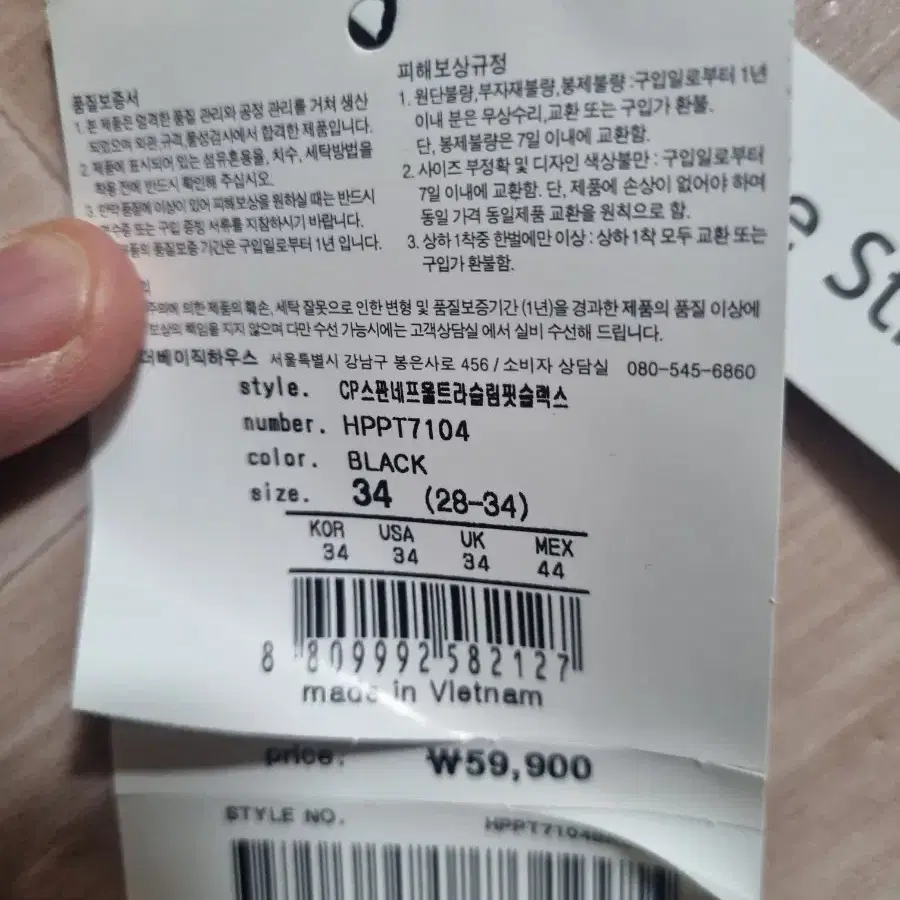 품질보증서
1. 본 제품은 엄격한 품질 관리와 공정 관리를 거쳐 생산
되었으며 외관, 규격, 물성검사에서 합격한 제품입니다.
2. 제품에 표시되어 있는 섬유혼용율, 치수, 세탁방법을
착용 전에 반드시 확인해 주십시오.
3. 만약 품질에 이상이 있어 피해보상을 원하실 때는 반드시
또는 구입 증빙 서류를 지참하시기 바랍니다.
품질보증 기간은 구입일로부터 1년 입니다.
피해보상규정
1. 원단불량,부자재불량,봉제불량 :구입일로부터 1년
이내 분은 무상수리,교환 또는 구입가 환불.
단, 봉제불량은 7일 이내에 교환함.
2. 사이즈 부정확 및 디자인 색상불만 : 구입일로부터
7일 이내에 교환함. 단, 제품에 손상이 없어야 하며
동일 가격 동일제품 교환을 원칙으로 함.
3. 상하 1착중 한벌에만 이상 : 상하 1착 모두 교환 또는
구입가 환불함.
의한 제품의 훼손, 세탁 잘못으로 인한 변형 및 품질보증기간 (1년)을 경과한 제품의 품질 이상에
보상의 책임을 지지 않으며 다만 수선 가능시에는 고객상담실 에서 실비 수선해 드립니다.
더베이직하우스 서울특별시 강남구 봉은사로 456 / 소비자 상담실 080-545-6860
style. CP스판네프울트라슬림핏슬랙스
number. HPPT7104
color. BLACK
size. 34 (28-34)
KOR USA UK MEX
34 34 34 44
8 809992 582127
made in Vietnam
price. ₩59,900
STYLE NO. HPPT7104
e St